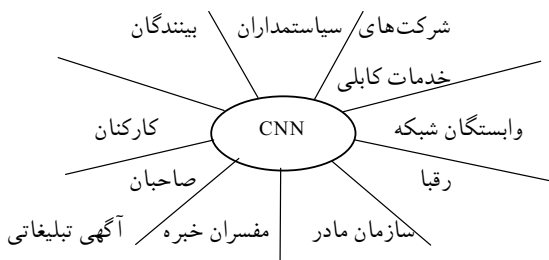 شرکت‌های
سیاستمداران
بینندگان
خدمات کابلی
کارکنان
CNN
وابستگان شبکه
صاحبان
رقبا
آگهی تبلیغاتی
مفسران خبره
سازمان مادر